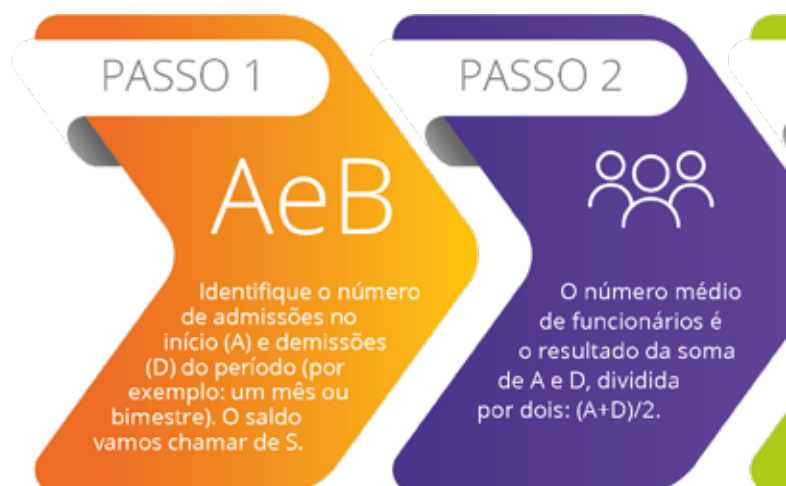 PASSO 1
AeB
Identifique o número
de admissões no
início (A) e demissões
(D) do período (por
exemplo: um mês ou
bimestre). O saldo
vamos chamar de S.
PASSO 2
O número médio
de funcionários é
o resultado da soma
de A e D, dividida
por dois: (A+D)/2.